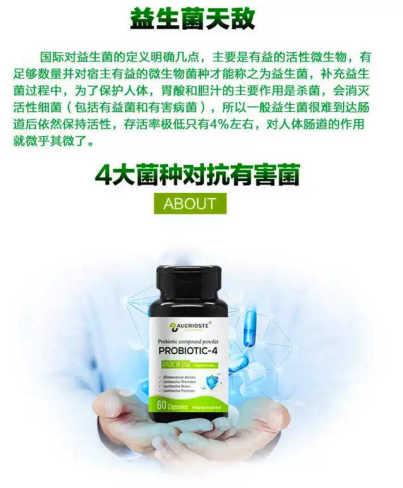 益生菌天敌
国际对益生菌的定义明确几点，主要是有益的活性微生物，有
足够数量并对宿主有益的微生物菌种才能称之为益生菌，补充益生
菌过程中，为了保护人体，胃酸和胆汁的主要作用是杀菌，会消灭
活性细菌（包括有益菌和有害病菌），所以一般益生菌很难到达肠
道后依然保持活性，存活率极低只有4%左右，对人体肠道的作用
就微乎其微了。
4大菌种对抗有害菌
ABOUT
AUCRIOSTE
Probiotic compound powder
PROBIOTIC-4
MADE IN USA
60 Capsules